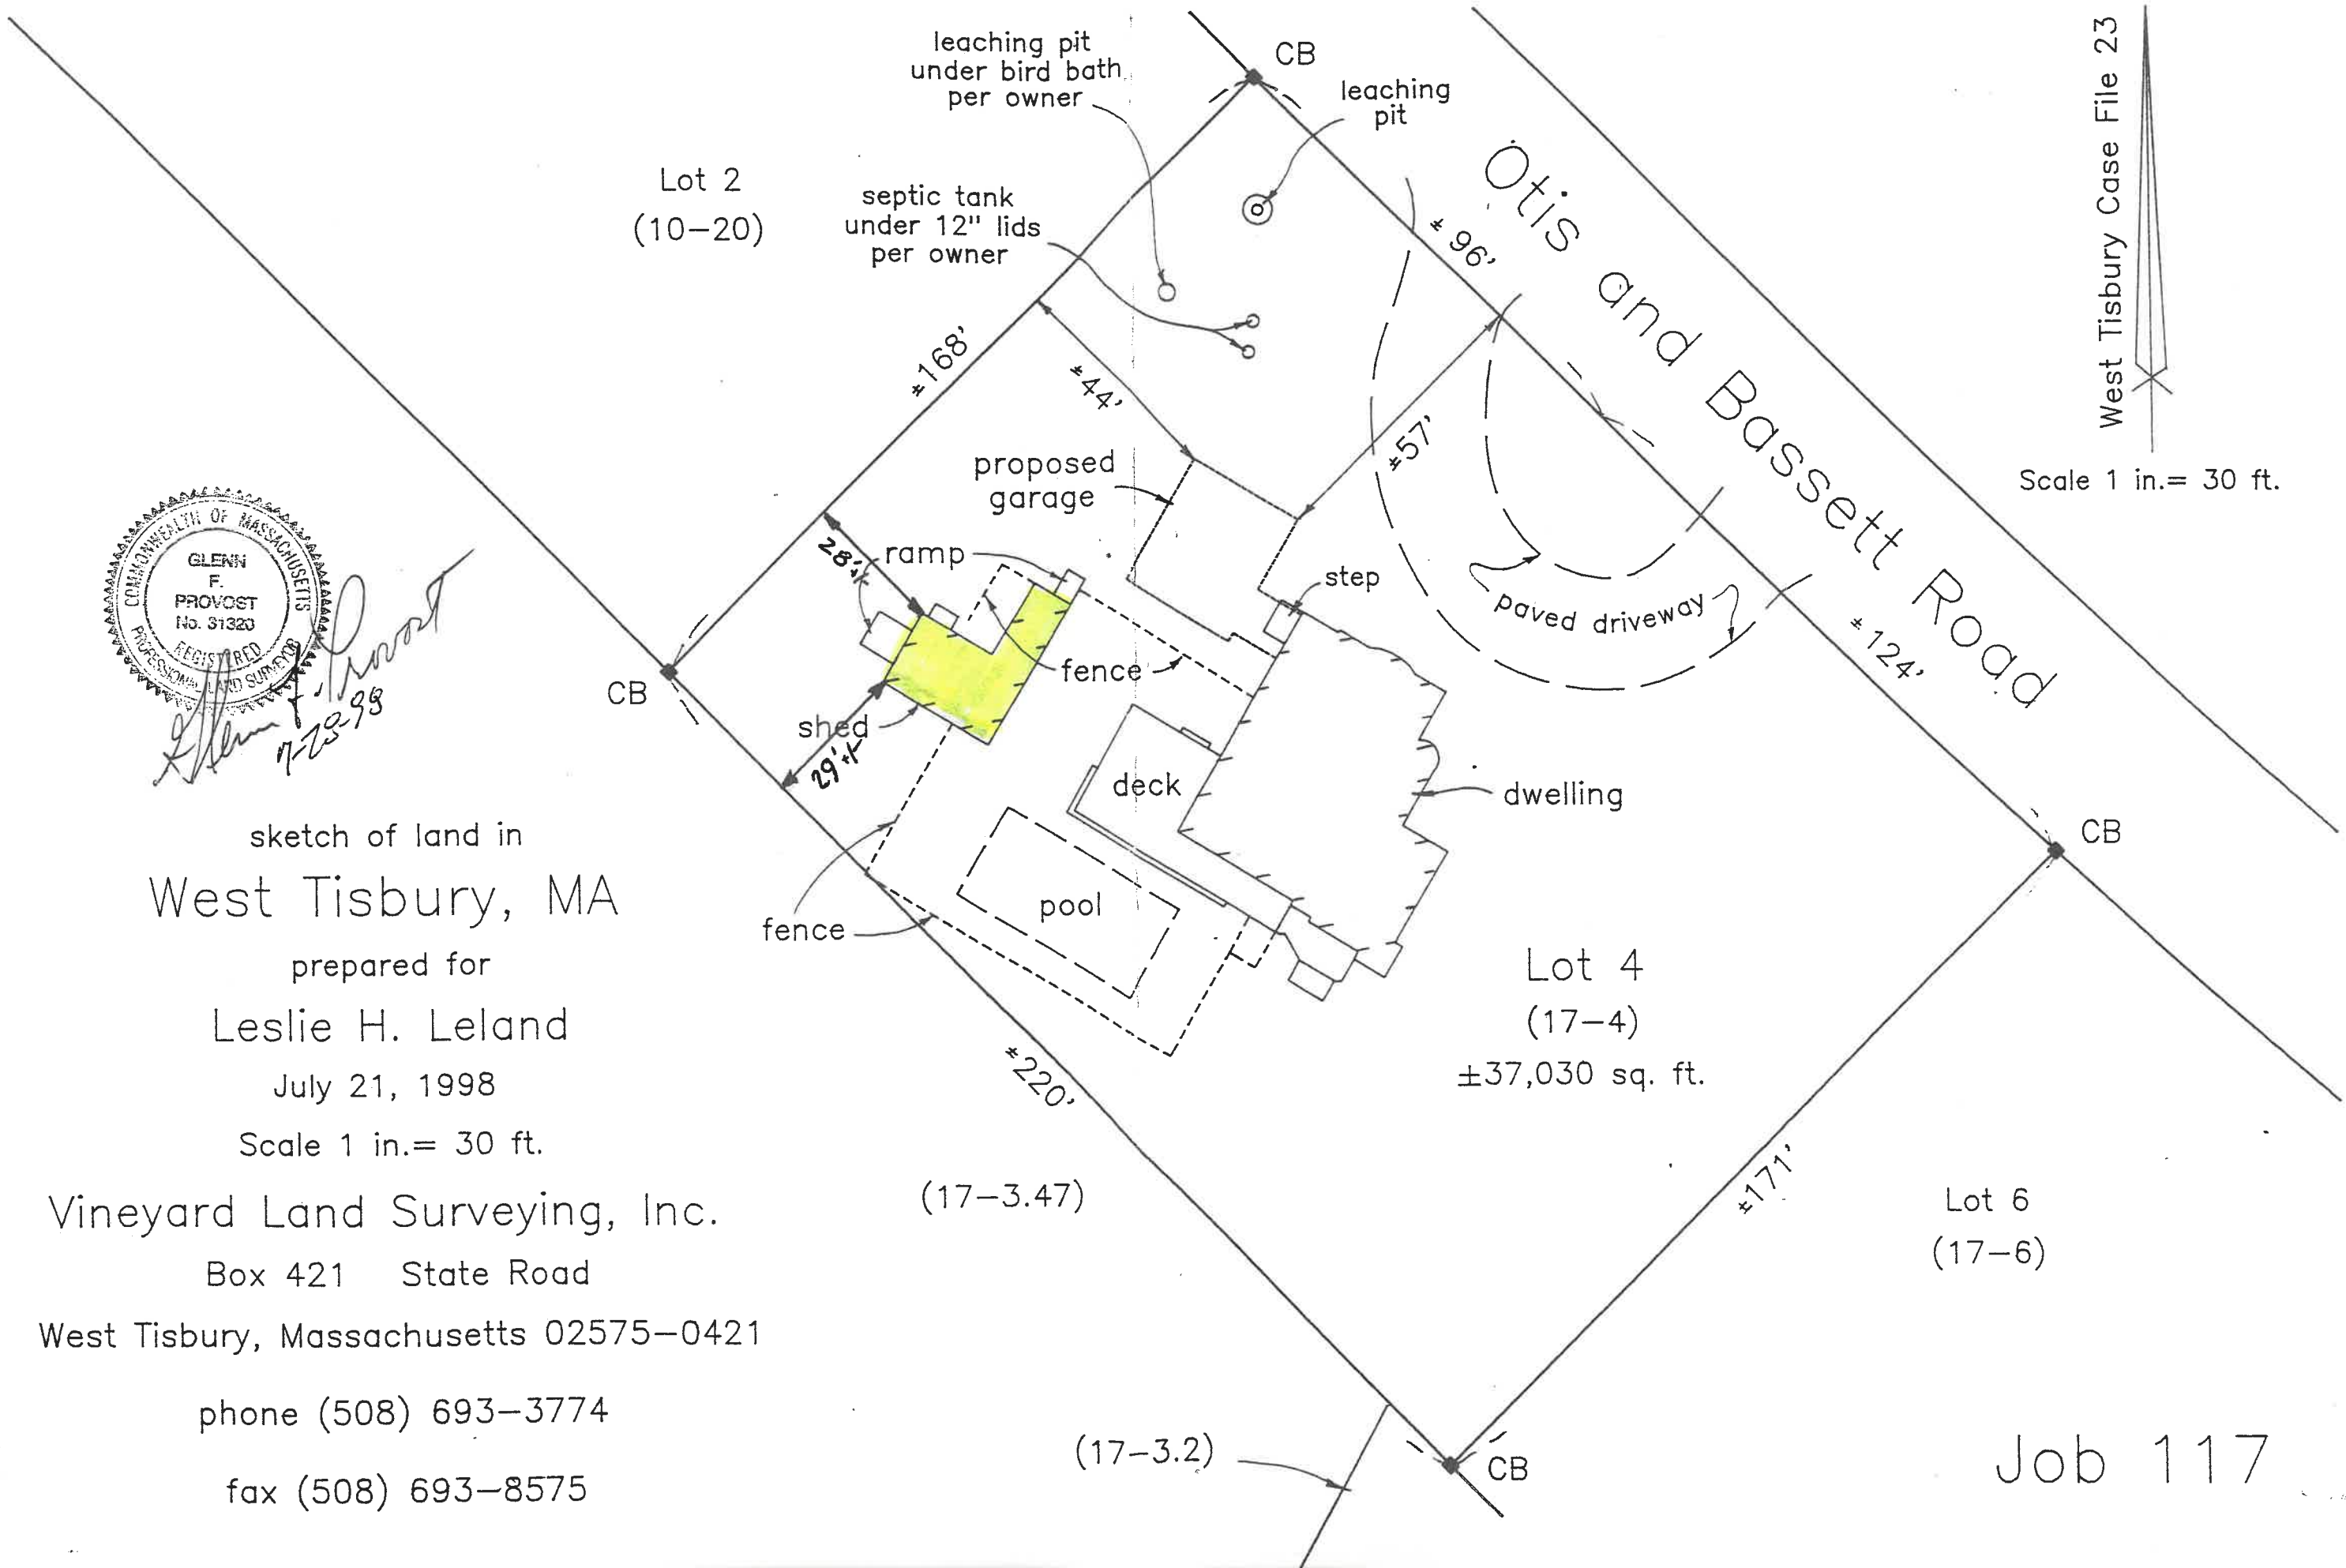 leaching pit
under bird bath
per owner
CB
leaching
pit
West Tisbury Case File 23
Scale 1 in.= 30 ft.
Lot 2
(10-20)
septic tank
under 12" lids
per owner
Otis and Bassett Road
± 96'
±168'
±44'
±57'
proposed
garage
28'±
ramp
step
paved driveway
±124'
fence
CB
shed
29'±
deck
dwelling
CB
pool
fence
COMMONWEALTH OF MASSACHUSETTS
GLENN
F.
PROVOST
No. 31320
REGISTERED
PROFESSIONAL LAND SURVEYOR
Glenn F. Provost
sketch of land in
West Tisbury, MA
prepared for
Leslie H. Leland
July 21, 1998
Scale 1 in.= 30 ft.
Vineyard Land Surveying, Inc.
Box 421 State Road
West Tisbury, Massachusetts 02575-0421
phone (508) 693-3774
fax (508) 693-8575
Lot 4
(17-4)
±37,030 sq. ft.
±220'
(17-3.47)
±171'
Lot 6
(17-6)
(17-3.2)
CB
Job 117